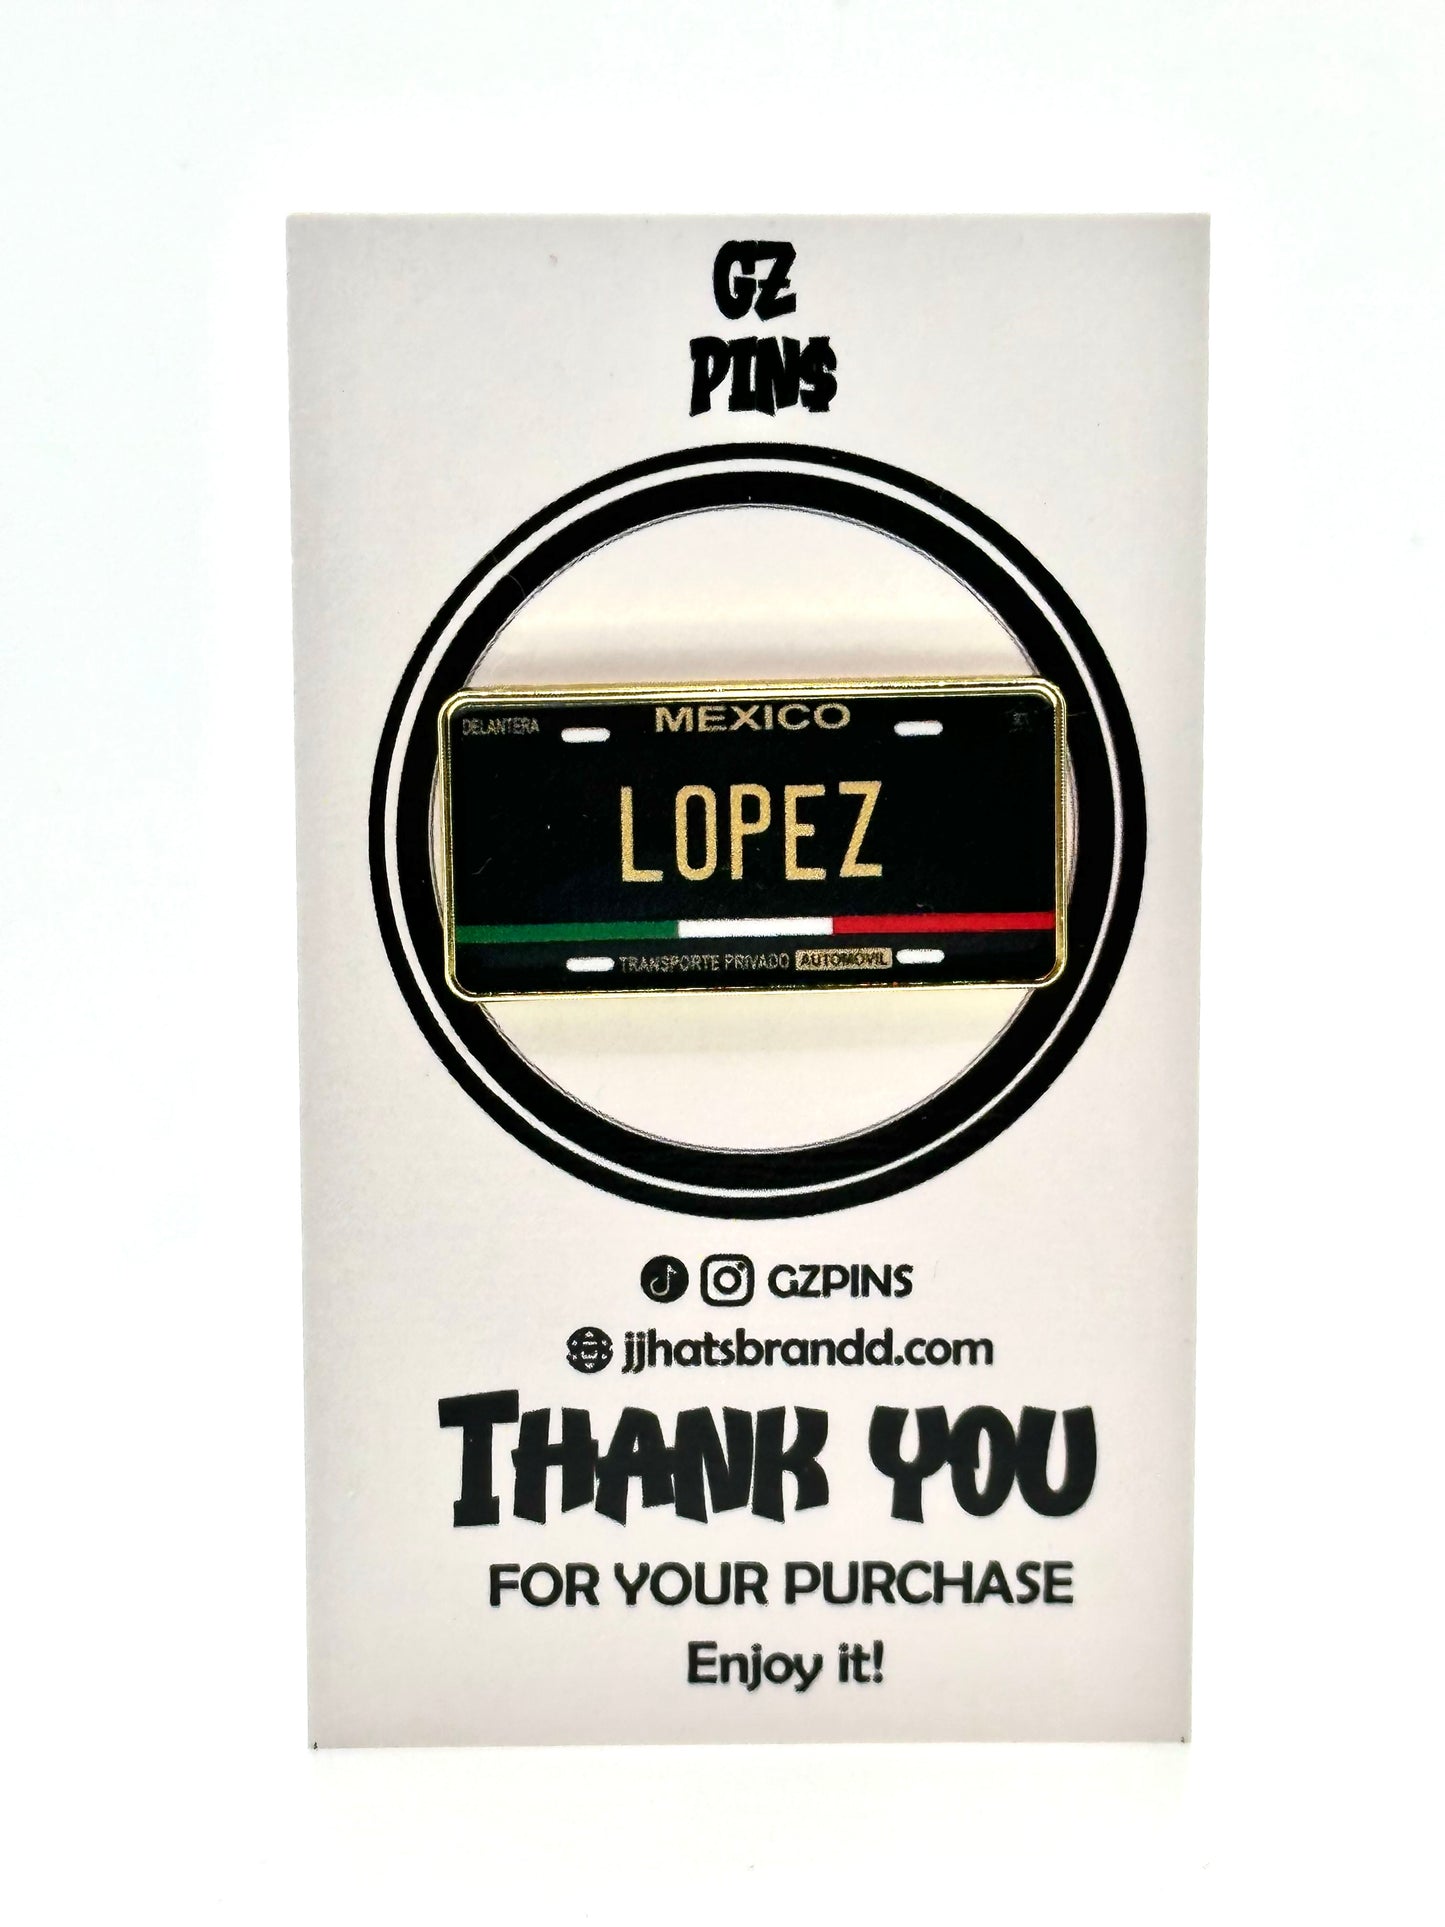 GZ
PIN$
DELANTERA MEXICO
LOPEZ
TRANSPORTE PRIVADO AUTOMOVIL
GZPINS
jjhatsbrandd.com
THANK YOU
FOR YOUR PURCHASE
Enjoy it!